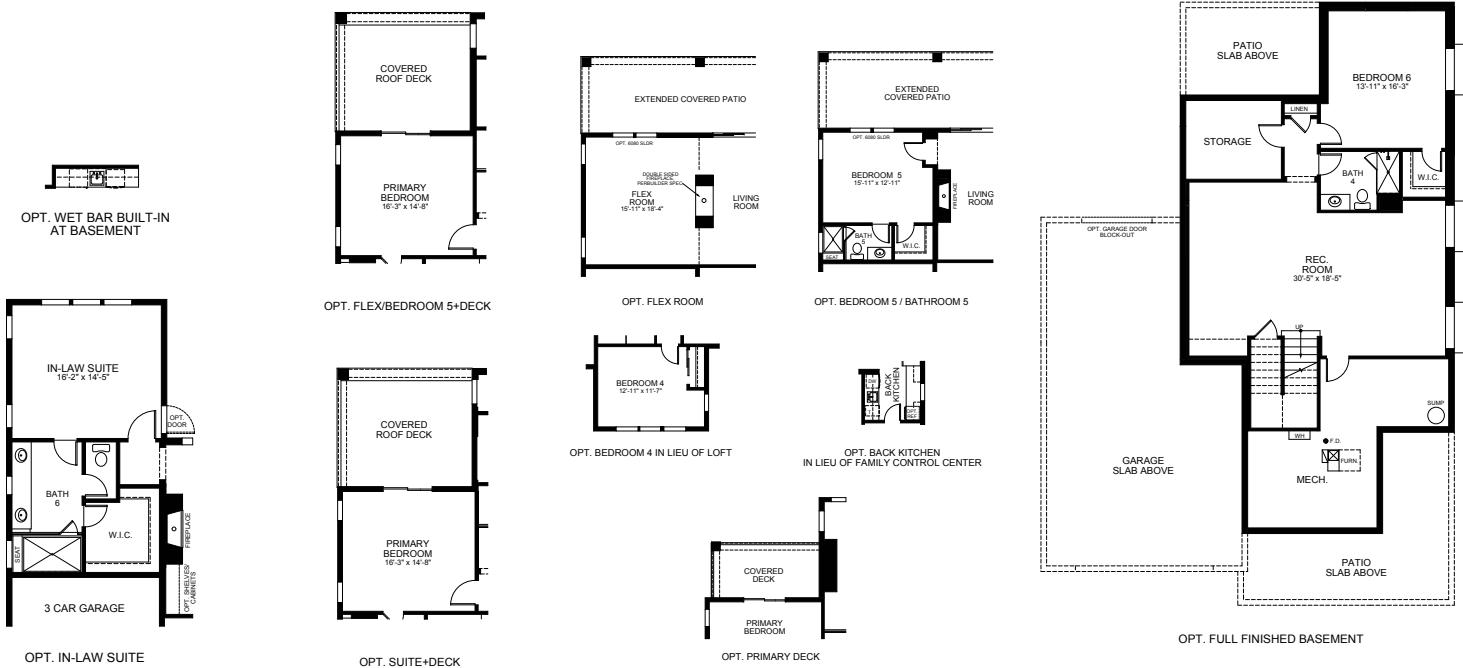 OPT. WET BAR BUILT-IN
AT BASEMENT
IN-LAW SUITE
16'-2" x 14'-5"
OPT.
DOOR
BATH
6
W.I.C.
SEAT
FIREPLACE
OPT. SHELVES/
CABINETS
3 CAR GARAGE
OPT. IN-LAW SUITE
COVERED
ROOF DECK
PRIMARY
BEDROOM
16'-3" x 14'-8"
OPT. FLEX/BEDROOM 5+DECK
COVERED
ROOF DECK
PRIMARY
BEDROOM
16'-3" x 14'-8"
OPT. SUITE+DECK
EXTENDED COVERED PATIO
OPT. 6080 SLDR
DOUBLE SIDED
FIREPLACE,
PERBUILDER SPEC.
FLEX
ROOM
15'-11" x 18'-4"
LIVING
ROOM
OPT. FLEX ROOM
EXTENDED
COVERED PATIO
OPT. 6080 SLDR
BEDROOM 5
15'-11" x 12'-11"
FIREPLACE
LIVING
ROOM
BATH
5
W.I.C.
SEAT
OPT. BEDROOM 5 / BATHROOM 5
BEDROOM 4
12'-11" x 11'-7"
OPT. BEDROOM 4 IN LIEU OF LOFT
DW
BACK
KITCHEN
OPT.
REF
OPT. BACK KITCHEN
IN LIEU OF FAMILY CONTROL CENTER
COVERED
DECK
PRIMARY
BEDROOM
OPT. PRIMARY DECK
PATIO
SLAB ABOVE
BEDROOM 6
13'-11" x 16'-3"
LINEN
STORAGE
BATH
4
W.I.C.
OPT. GARAGE DOOR
BLOCK-OUT
REC.
ROOM
30'-5" x 18'-5"
UP
SUMP
WH
F.D.
FURN.
MECH.
GARAGE
SLAB ABOVE
PATIO
SLAB ABOVE
OPT. FULL FINISHED BASEMENT